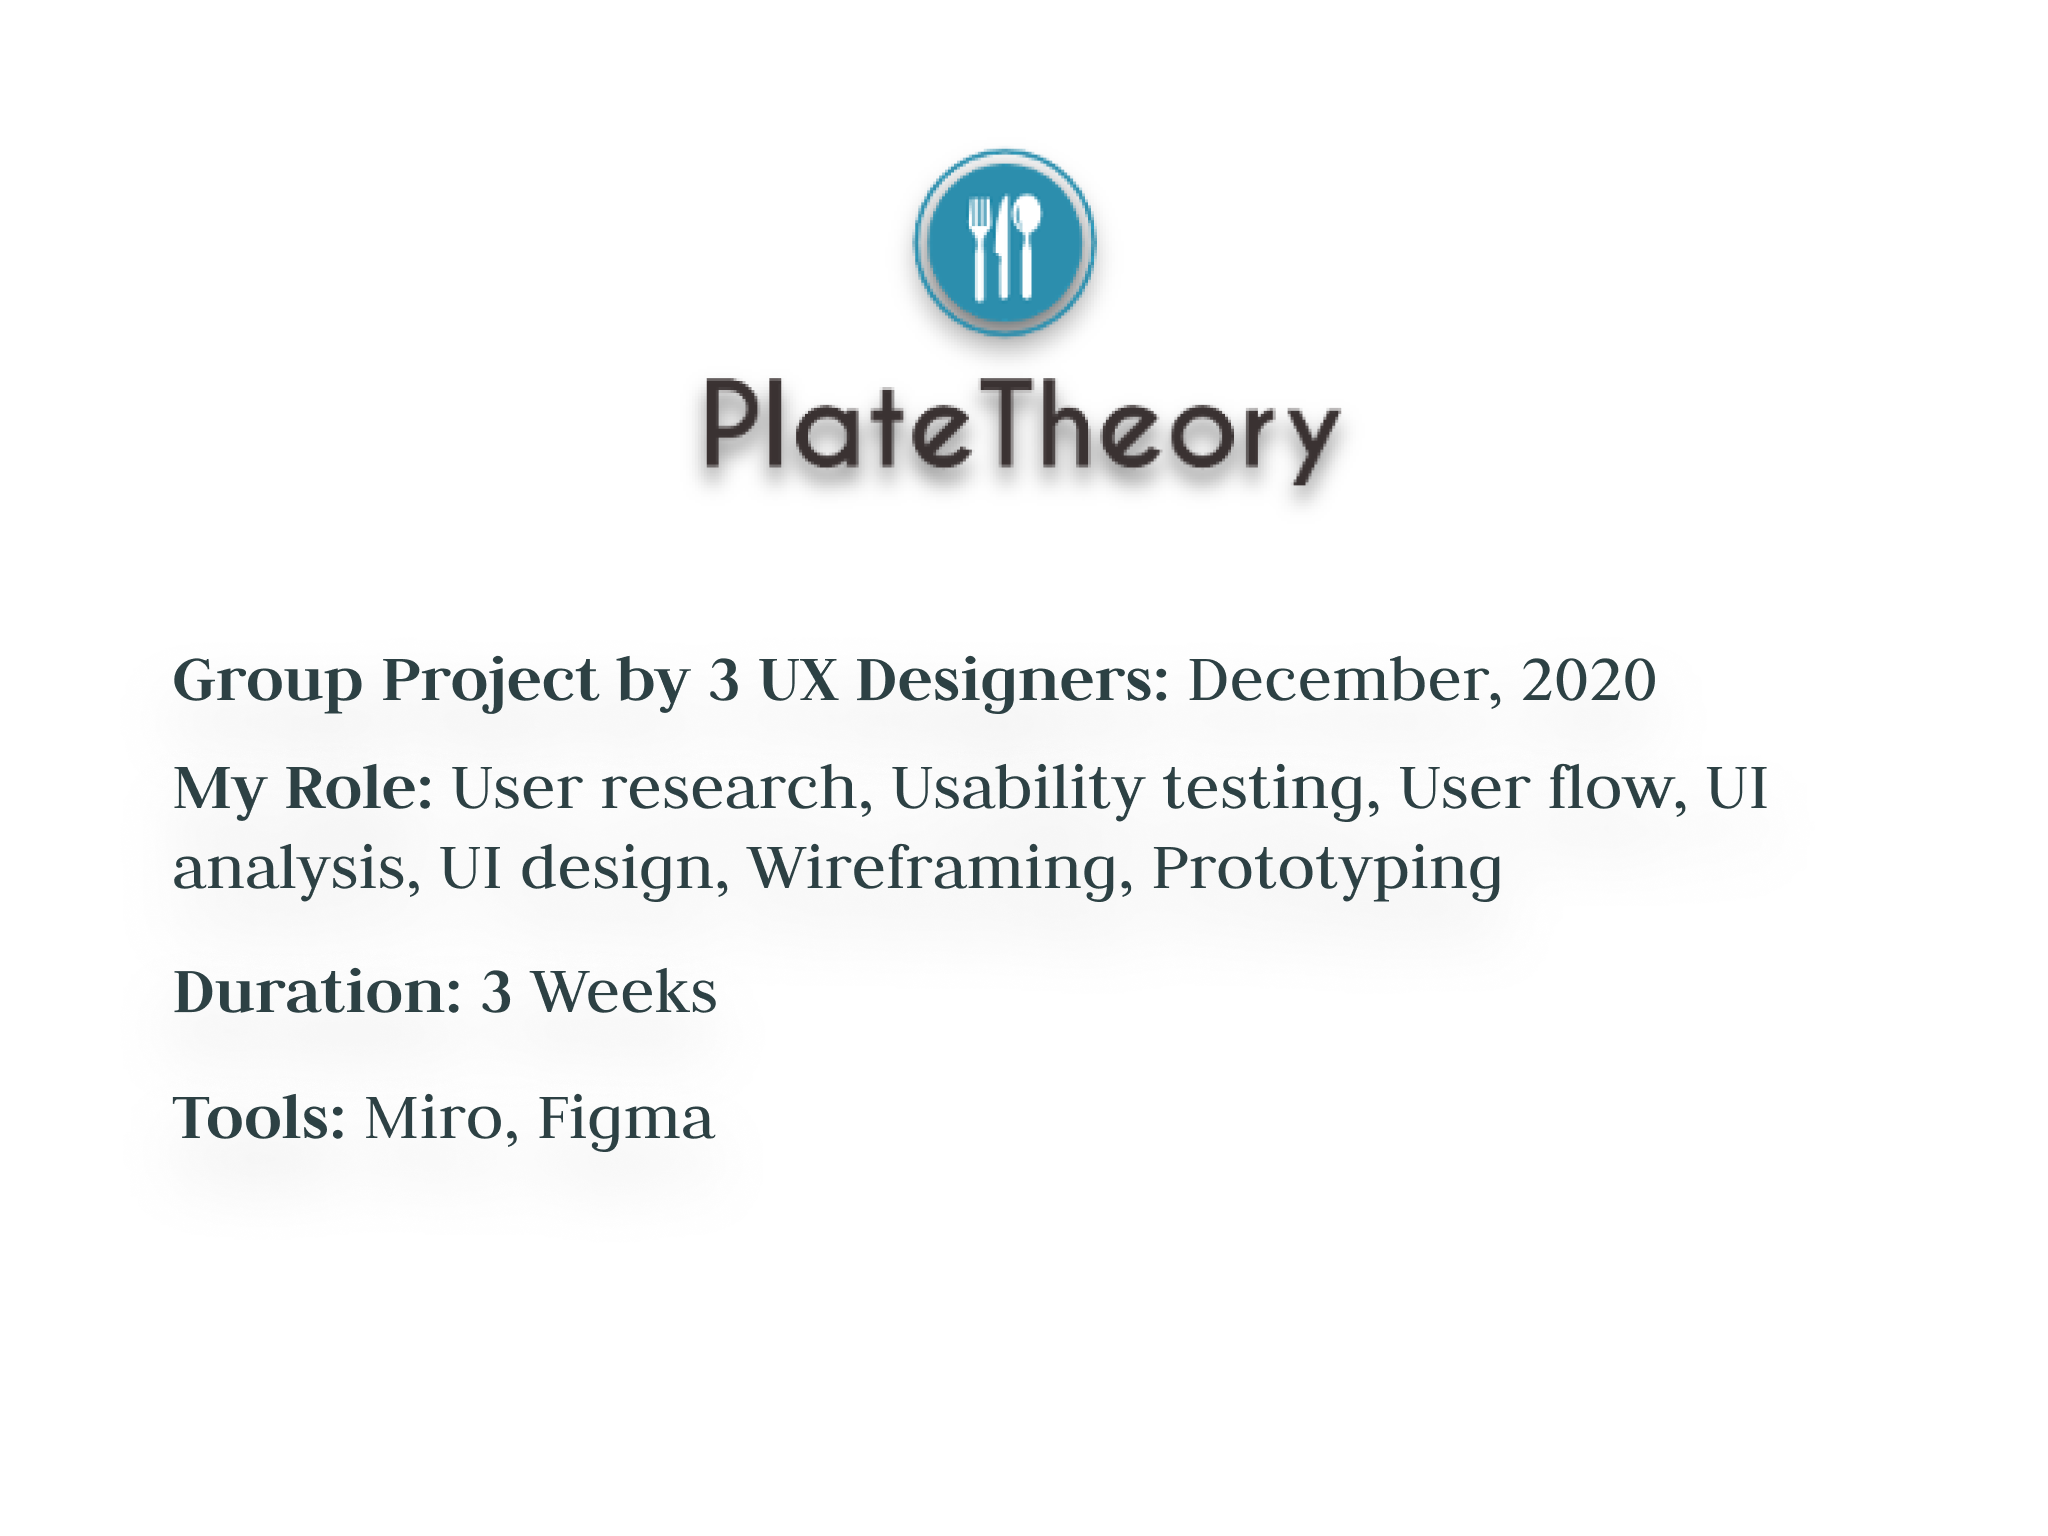 PlateTheory
Group Project by 3 UX Designers: December, 2020
My Role: User research, Usability testing, User flow, UI
analysis, UI design, Wireframing, Prototyping
Duration: 3 Weeks
Tools: Miro, Figma